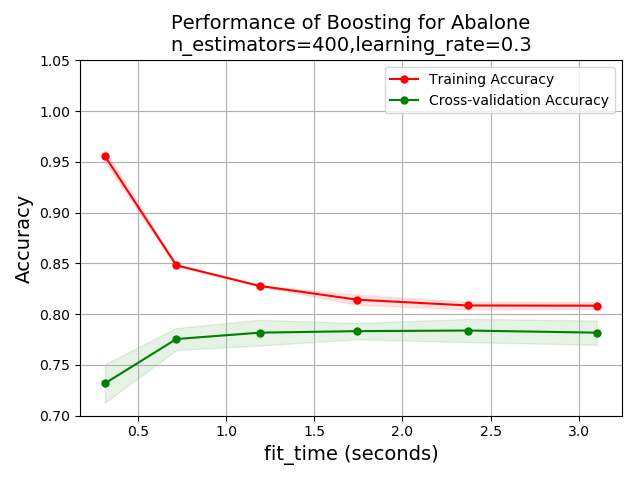 Performance of Boosting for Abalone
n_estimators=400,learning_rate=0.3
1.05
1.00
0.95
0.90
0.85
0.80
0.75
0.70
Accuracy
Training Accuracy
Cross-validation Accuracy
0.5
1.0
1.5
2.0
2.5
3.0
fit_time (seconds)